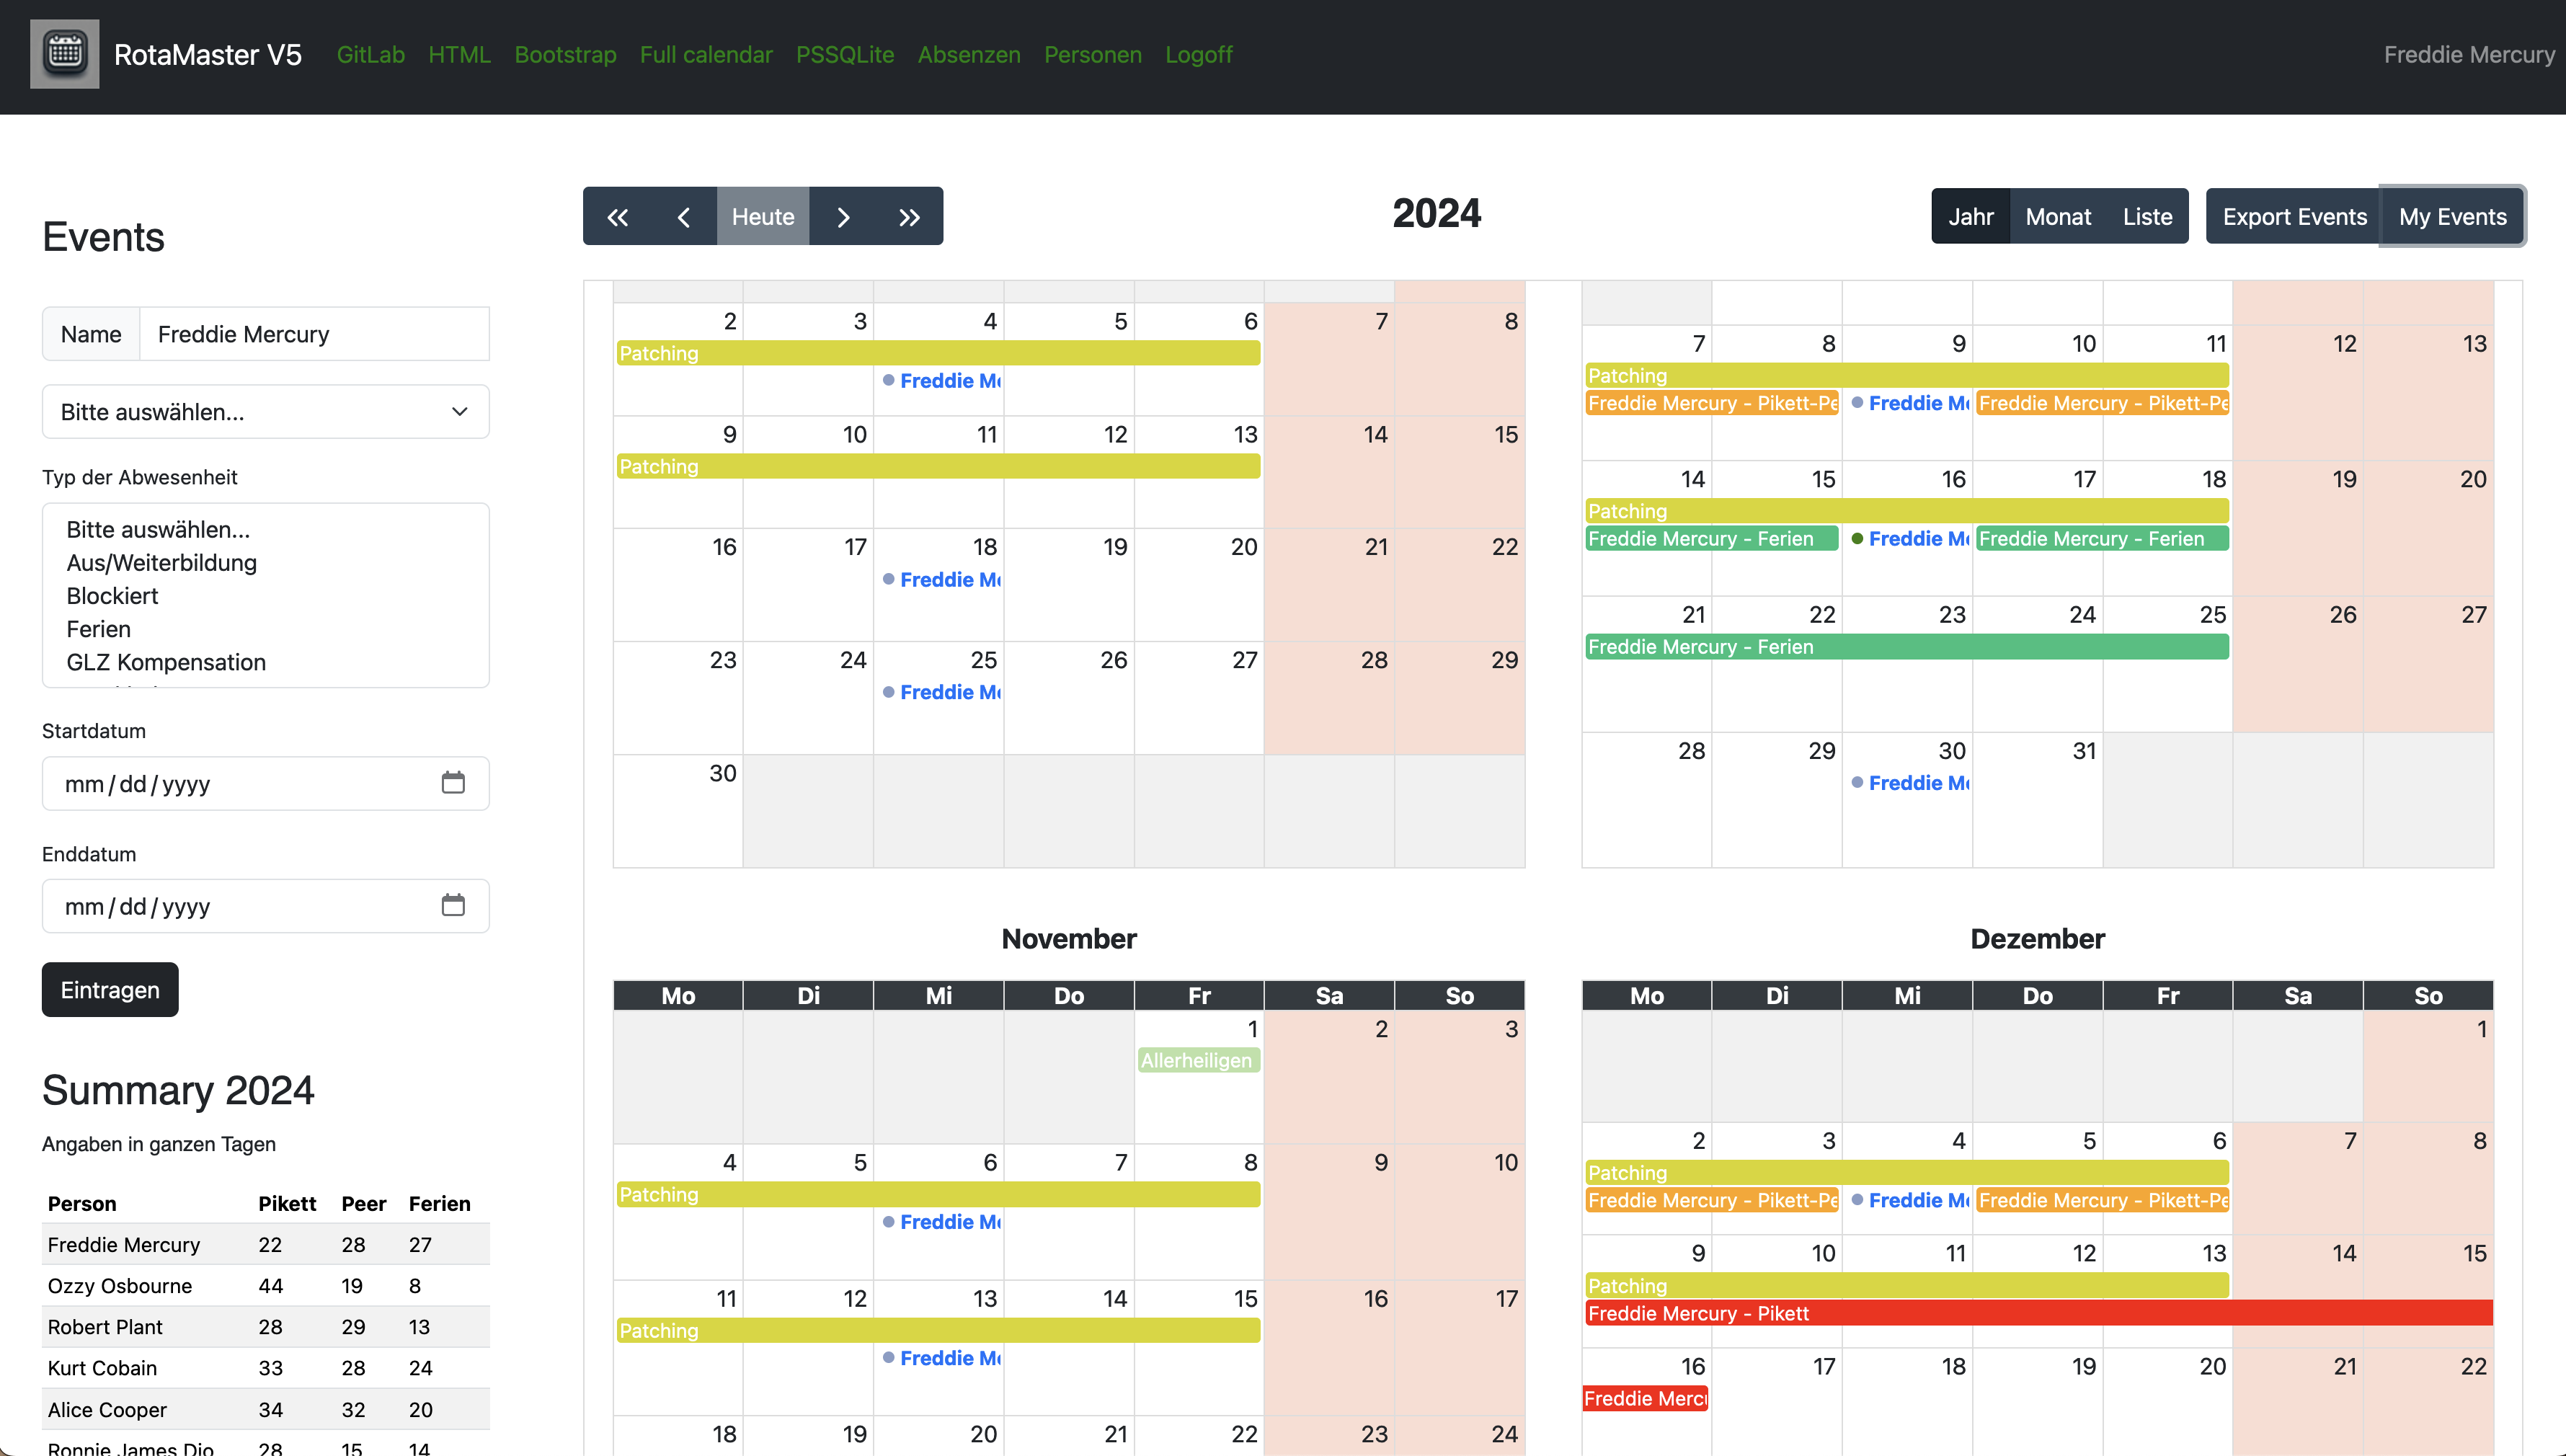 RotaMaster V5 GitLab HTML Bootstrap Full calendar PSSQLite Absenzen Personen Logoff Freddie Mercury
Events
Name Freddie Mercury
Bitte auswählen...
Typ der Abwesenheit
Bitte auswählen...
Aus/Weiterbildung
Blockiert
Ferien
GLZ Kompensation
Startdatum
mm/dd/yyyy
Enddatum
mm/dd/yyyy
Eintragen
Summary 2024
Angaben in ganzen Tagen
Person Pikett Peer Ferien
Freddie Mercury 22 28 27
Ozzy Osbourne 44 19 8
Robert Plant 28 29 13
Kurt Cobain 33 28 24
Alice Cooper 34 32 20
Ronnie James Dio 28 15 14
Heute
2024
Jahr Monat Liste Export Events My Events
2 3 4 5 6 7 8
Patching
Freddie
9 10 11 12 13 14 15
Patching
16 17 18 19 20 21 22
Freddie
23 24 25 26 27 28 29
Freddie
30
7 8 9 10 11 12 13
Patching
Freddie Mercury - Pikett-Pe Freddie Freddie Mercury - Pikett-Pe
14 15 16 17 18 19 20
Patching
Freddie Mercury - Ferien Freddie Freddie Mercury - Ferien
21 22 23 24 25 26 27
Freddie Mercury - Ferien
28 29 30 31
Freddie
November
Mo Di Mi Do Fr Sa So
1 2 3
Allerheiligen
4 5 6 7 8 9 10
Patching
Freddie
11 12 13 14 15 16 17
Patching
Freddie
18 19 20 21 22 23 24
Dezember
Mo Di Mi Do Fr Sa So
1
2 3 4 5 6 7 8
Patching
Freddie Mercury - Pikett-Pe Freddie Freddie Mercury - Pikett-Pe
9 10 11 12 13 14 15
Patching
Freddie Mercury - Pikett
16 17 18 19 20 21 22
Freddie Merc